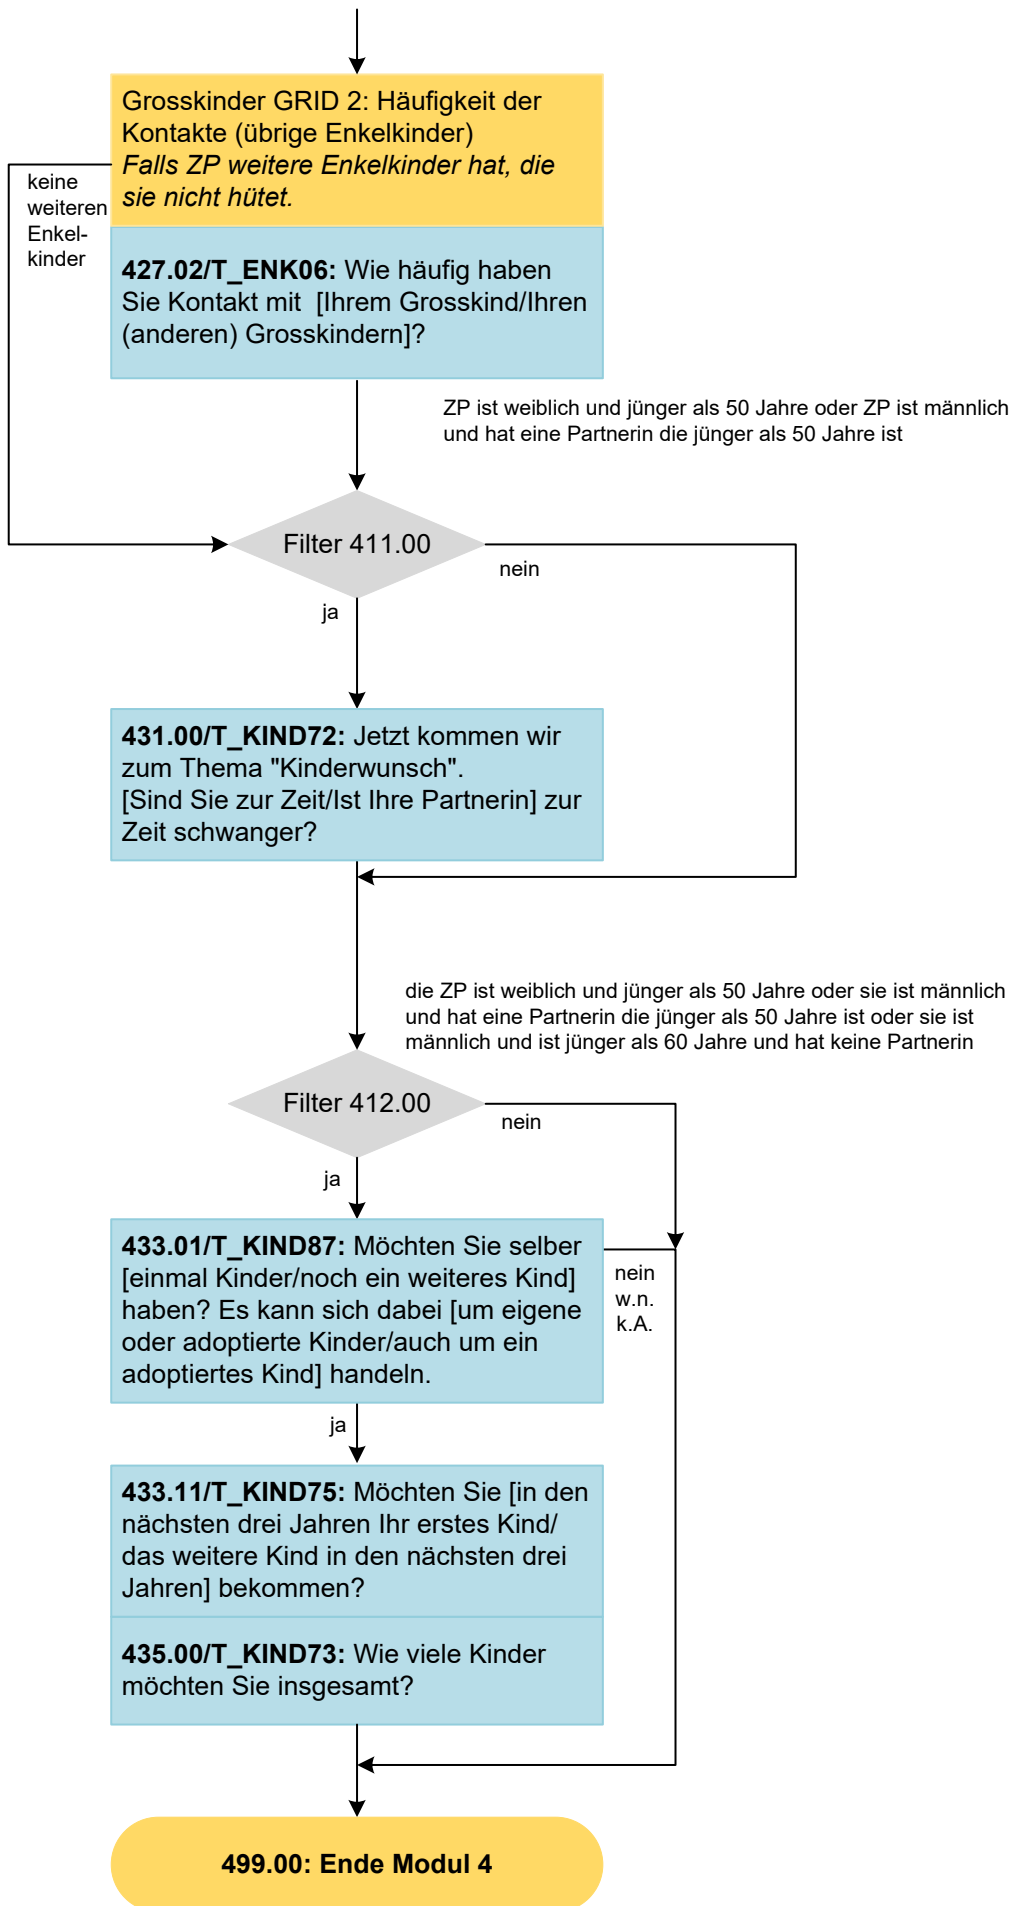 Grosskinder GRID 2: Häufigkeit der
Kontakte (übrige Enkelkinder)
Falls ZP weitere Enkelkinder hat, die
sie nicht hütet.
keine
weiteren
Enkel-
kinder
427.02/T_ENK06: Wie häufig haben
Sie Kontakt mit  [Ihrem Grosskind/Ihren
(anderen) Grosskindern]?
ZP ist weiblich und jünger als 50 Jahre oder ZP ist männlich
und hat eine Partnerin die jünger als 50 Jahre ist
Filter 411.00
nein
ja
431.00/T_KIND72: Jetzt kommen wir
zum Thema "Kinderwunsch".
[Sind Sie zur Zeit/Ist Ihre Partnerin] zur
Zeit schwanger?
die ZP ist weiblich und jünger als 50 Jahre oder sie ist männlich
und hat eine Partnerin die jünger als 50 Jahre ist oder sie ist
männlich und ist jünger als 60 Jahre und hat keine Partnerin
Filter 412.00
nein
ja
433.01/T_KIND87: Möchten Sie selber
[einmal Kinder/noch ein weiteres Kind]
haben? Es kann sich dabei [um eigene
oder adoptierte Kinder/auch um ein
adoptiertes Kind] handeln.
nein
w.n.
k.A.
ja
433.11/T_KIND75: Möchten Sie [in den
nächsten drei Jahren Ihr erstes Kind/
das weitere Kind in den nächsten drei
Jahren] bekommen?
435.00/T_KIND73: Wie viele Kinder
möchten Sie insgesamt?
499.00: Ende Modul 4